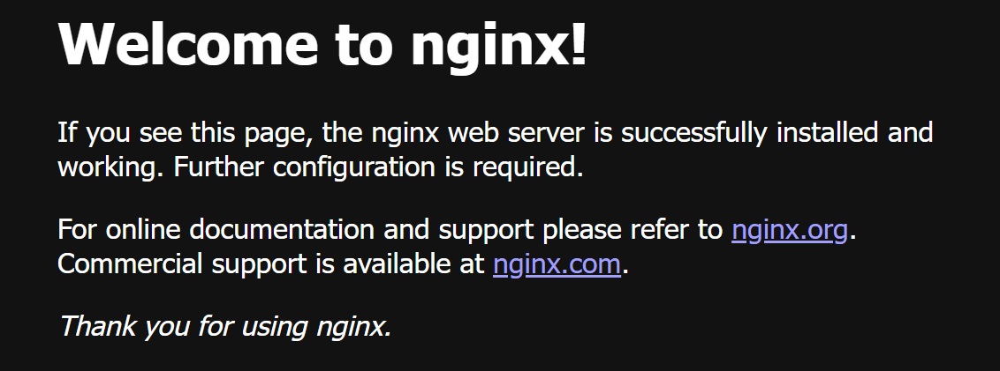 Welcome to nginx!
If you see this page, the nginx web server is successfully installed and
working. Further configuration is required.
For online documentation and support please refer to nginx.org.
Commercial support is available at nginx.com.
Thank you for using nginx.